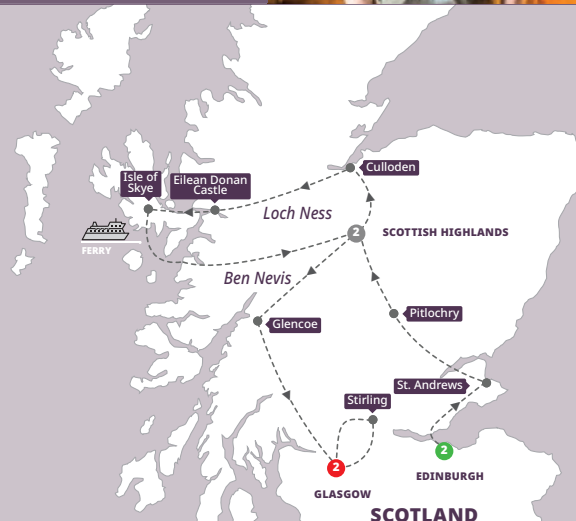 Culloden
Isle of
Skye
Eilean Donan
Castle
Loch Ness
2
SCOTTISH HIGHLANDS
FERRY
Ben Nevis
Pitlochry
Glencoe
St. Andrews
Stirling
2
EDINBURGH
2
GLASGOW
SCOTLAND